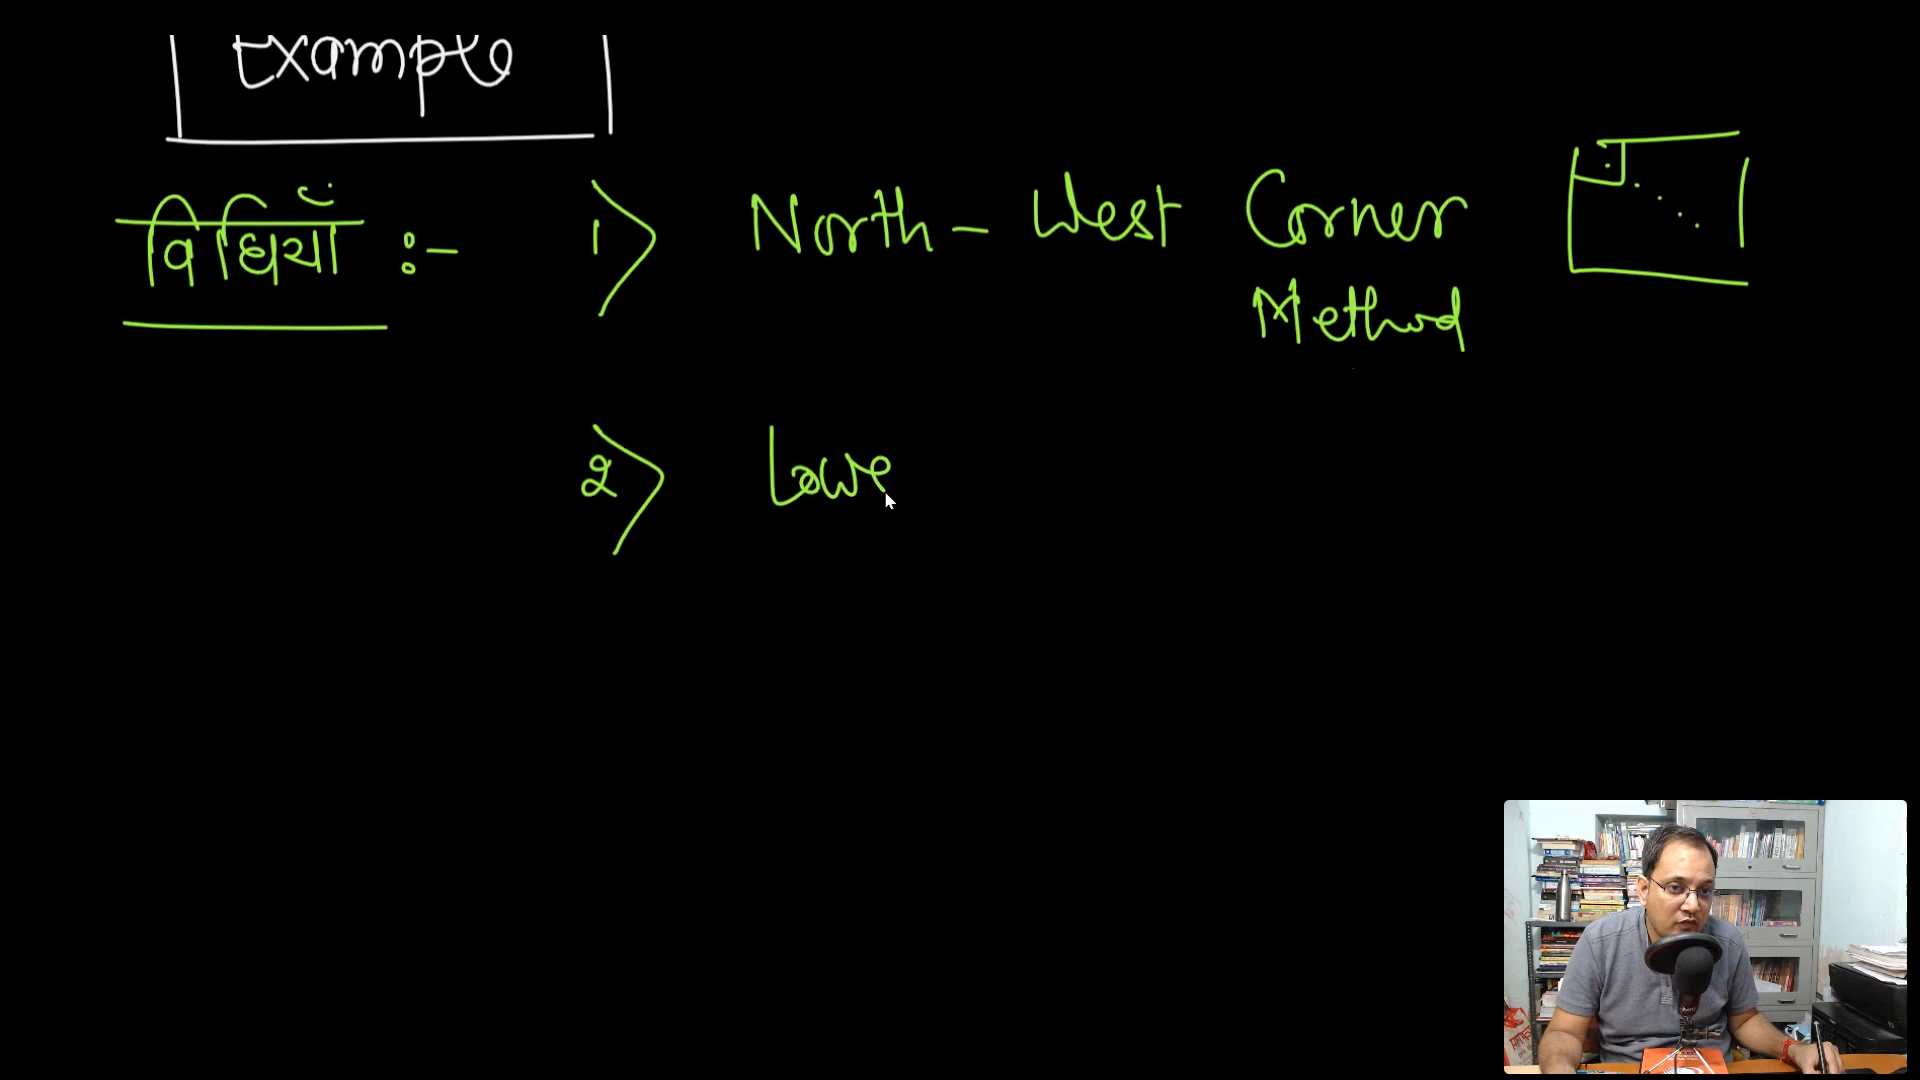 Example
विधियाँ :- 1> North - West Corner
Method
2> Lowe